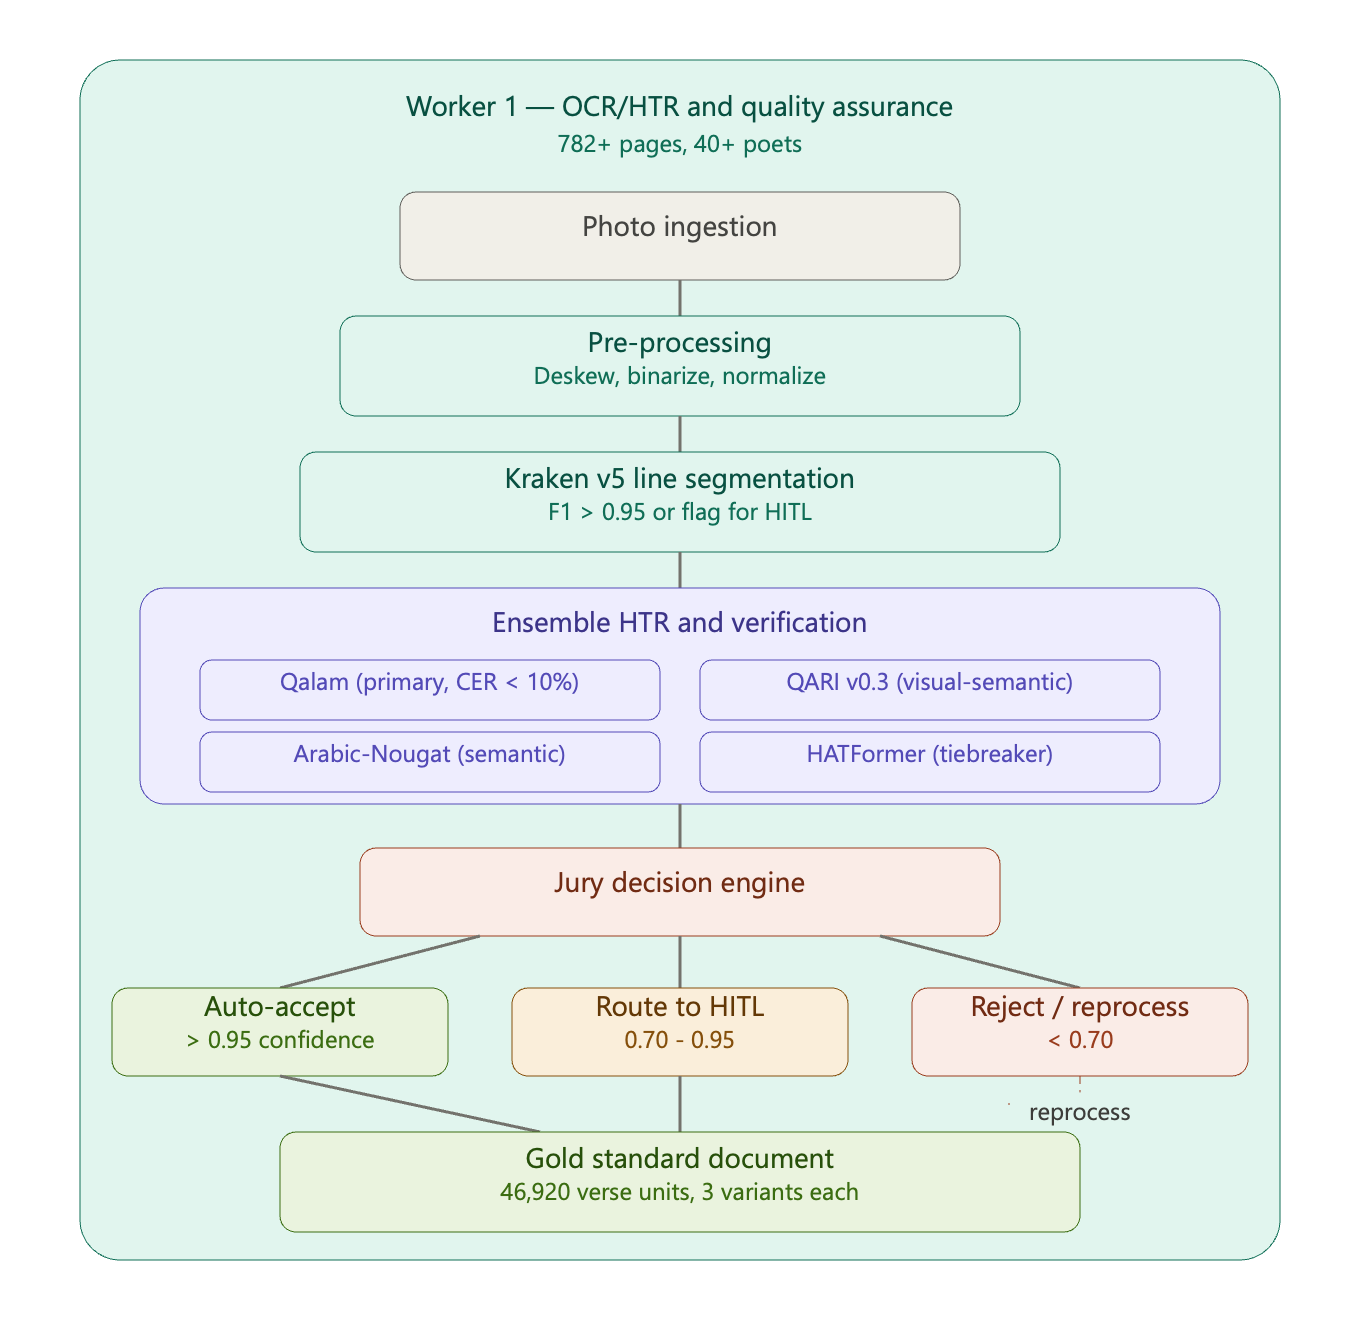 Worker 1 — OCR/HTR and quality assurance
782+ pages, 40+ poets
Photo ingestion
Pre-processing
Deskew, binarize, normalize
Kraken v5 line segmentation
F1 > 0.95 or flag for HITL
Ensemble HTR and verification
Qalam (primary, CER < 10%)
QARI v0.3 (visual-semantic)
Arabic-Nougat (semantic)
HATFormer (tiebreaker)
Jury decision engine
Auto-accept
> 0.95 confidence
Route to HITL
0.70 - 0.95
Reject / reprocess
< 0.70
reprocess
Gold standard document
46,920 verse units, 3 variants each